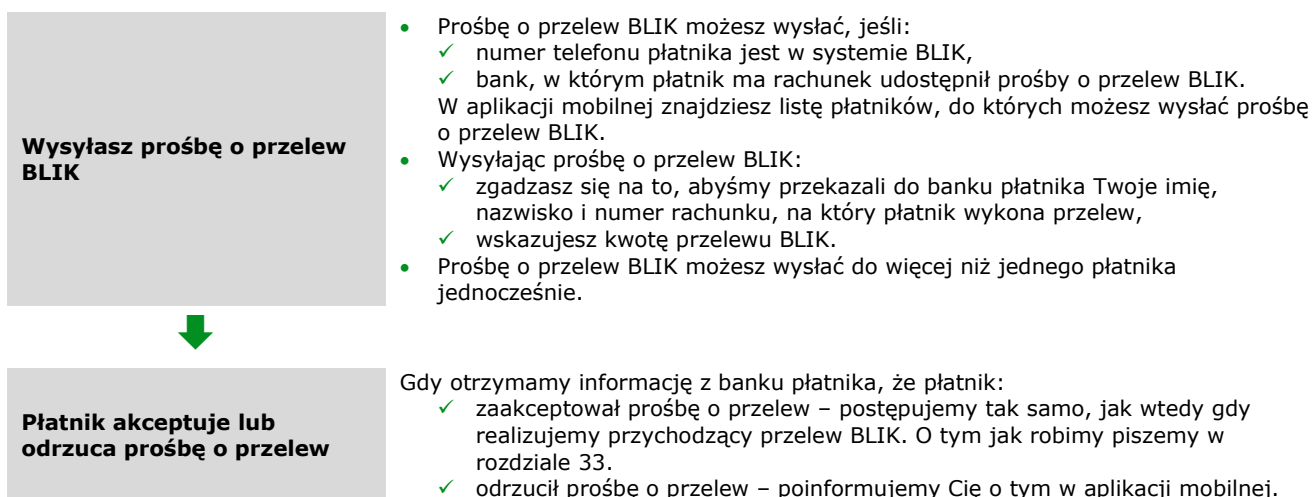 Wysyłasz prośbę o przelew
BLIK
• Prośbę o przelew BLIK możesz wysłać, jeśli:
✓ numer telefonu płatnika jest w systemie BLIK,
✓ bank, w którym płatnik ma rachunek udostępnił prośby o przelew BLIK.
W aplikacji mobilnej znajdziesz listę płatników, do których możesz wysłać prośbę
o przelew BLIK.
• Wysyłając prośbę o przelew BLIK:
✓ zgadzasz się na to, abyśmy przekazali do banku płatnika Twoje imię,
nazwisko i numer rachunku, na który płatnik wykona przelew,
✓ wskazujesz kwotę przelewu BLIK.
• Prośbę o przelew BLIK możesz wysłać do więcej niż jednego płatnika
jednocześnie.
Płatnik akceptuje lub
odrzuca prośbę o przelew
Gdy otrzymamy informację z banku płatnika, że płatnik:
✓ zaakceptował prośbę o przelew – postępujemy tak samo, jak wtedy gdy
realizujemy przychodzący przelew BLIK. O tym jak robimy piszemy w
rozdziale 33.
✓ odrzucił prośbę o przelew – poinformujemy Cię o tym w aplikacji mobilnej.